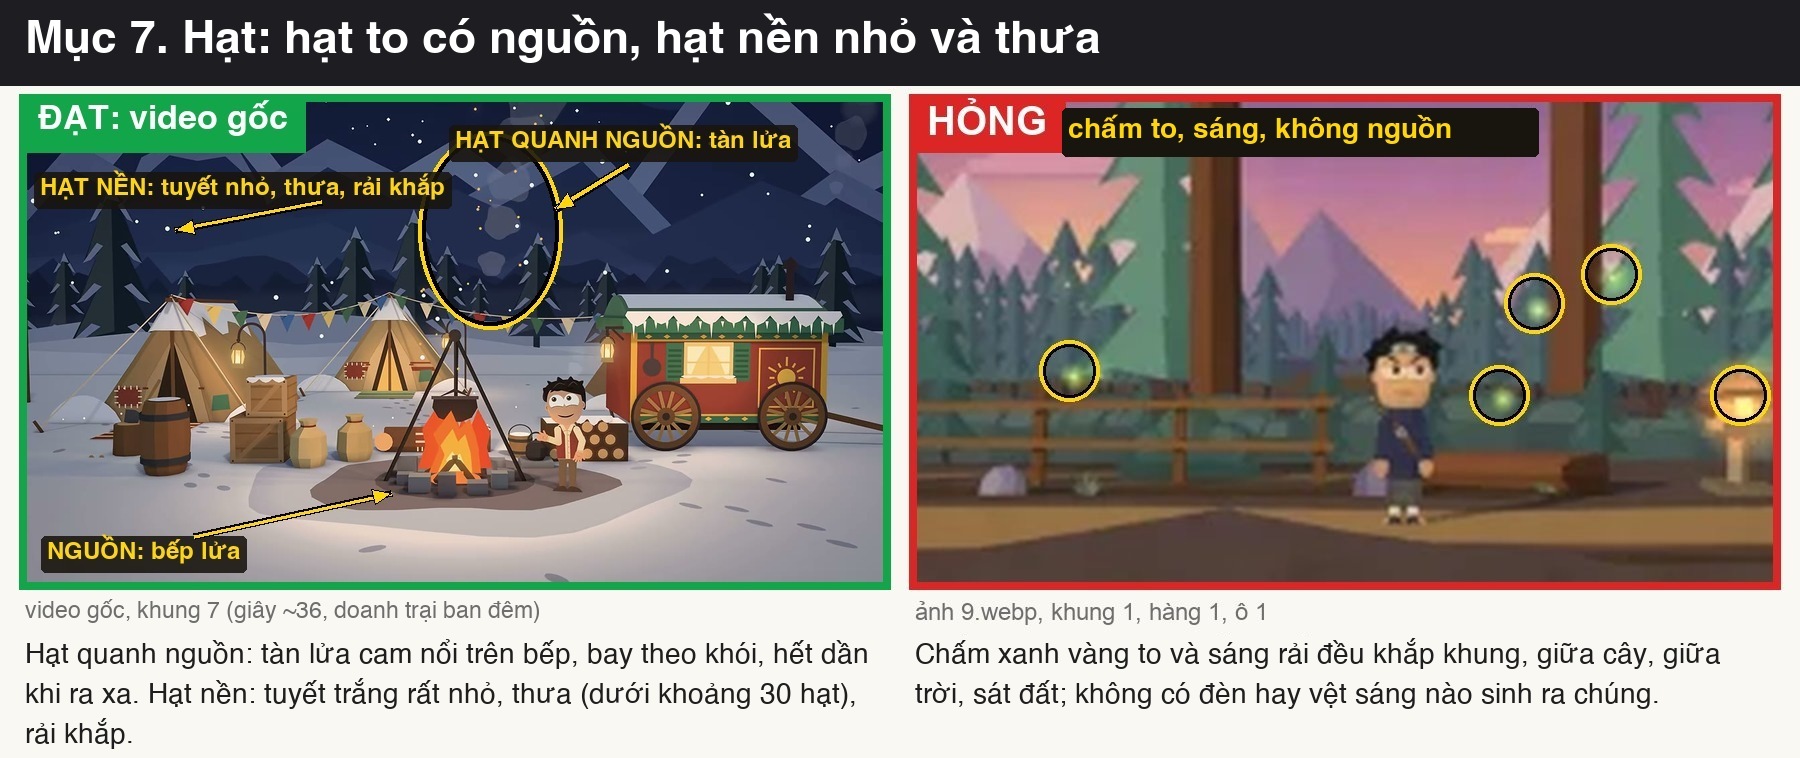 Mục 7. Hạt: hạt to có nguồn, hạt nền nhỏ và thưa
ĐẠT: video gốc
HẠT QUANH NGUỒN: tàn lửa
HẠT NỀN: tuyết nhỏ, thưa, rải khắp
NGUỒN: bếp lửa
video gốc, khung 7 (giây ~36, doanh trại ban đêm)
Hạt quanh nguồn: tàn lửa cam nổi trên bếp, bay theo khói, hết dần
khi ra xa. Hạt nền: tuyết trắng rất nhỏ, thưa (dưới khoảng 30 hạt),
rải khắp.
HỎNG
chấm to, sáng, không nguồn
ảnh 9.webp, khung 1, hàng 1, ô 1
Chấm xanh vàng to và sáng rải đều khắp khung, giữa cây, giữa
trời, sát đất; không có đèn hay vệt sáng nào sinh ra chúng.